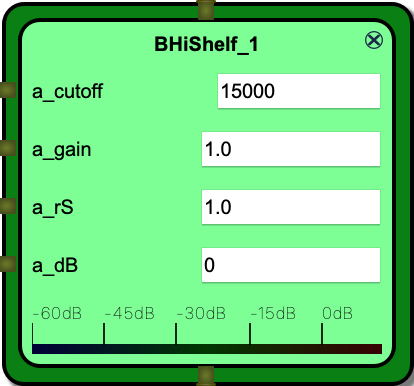 BHiShelf_1
a_cutoff 15000
a_gain 1.0
a_rS 1.0
a_dB 0
-60dB -45dB -30dB -15dB 0dB